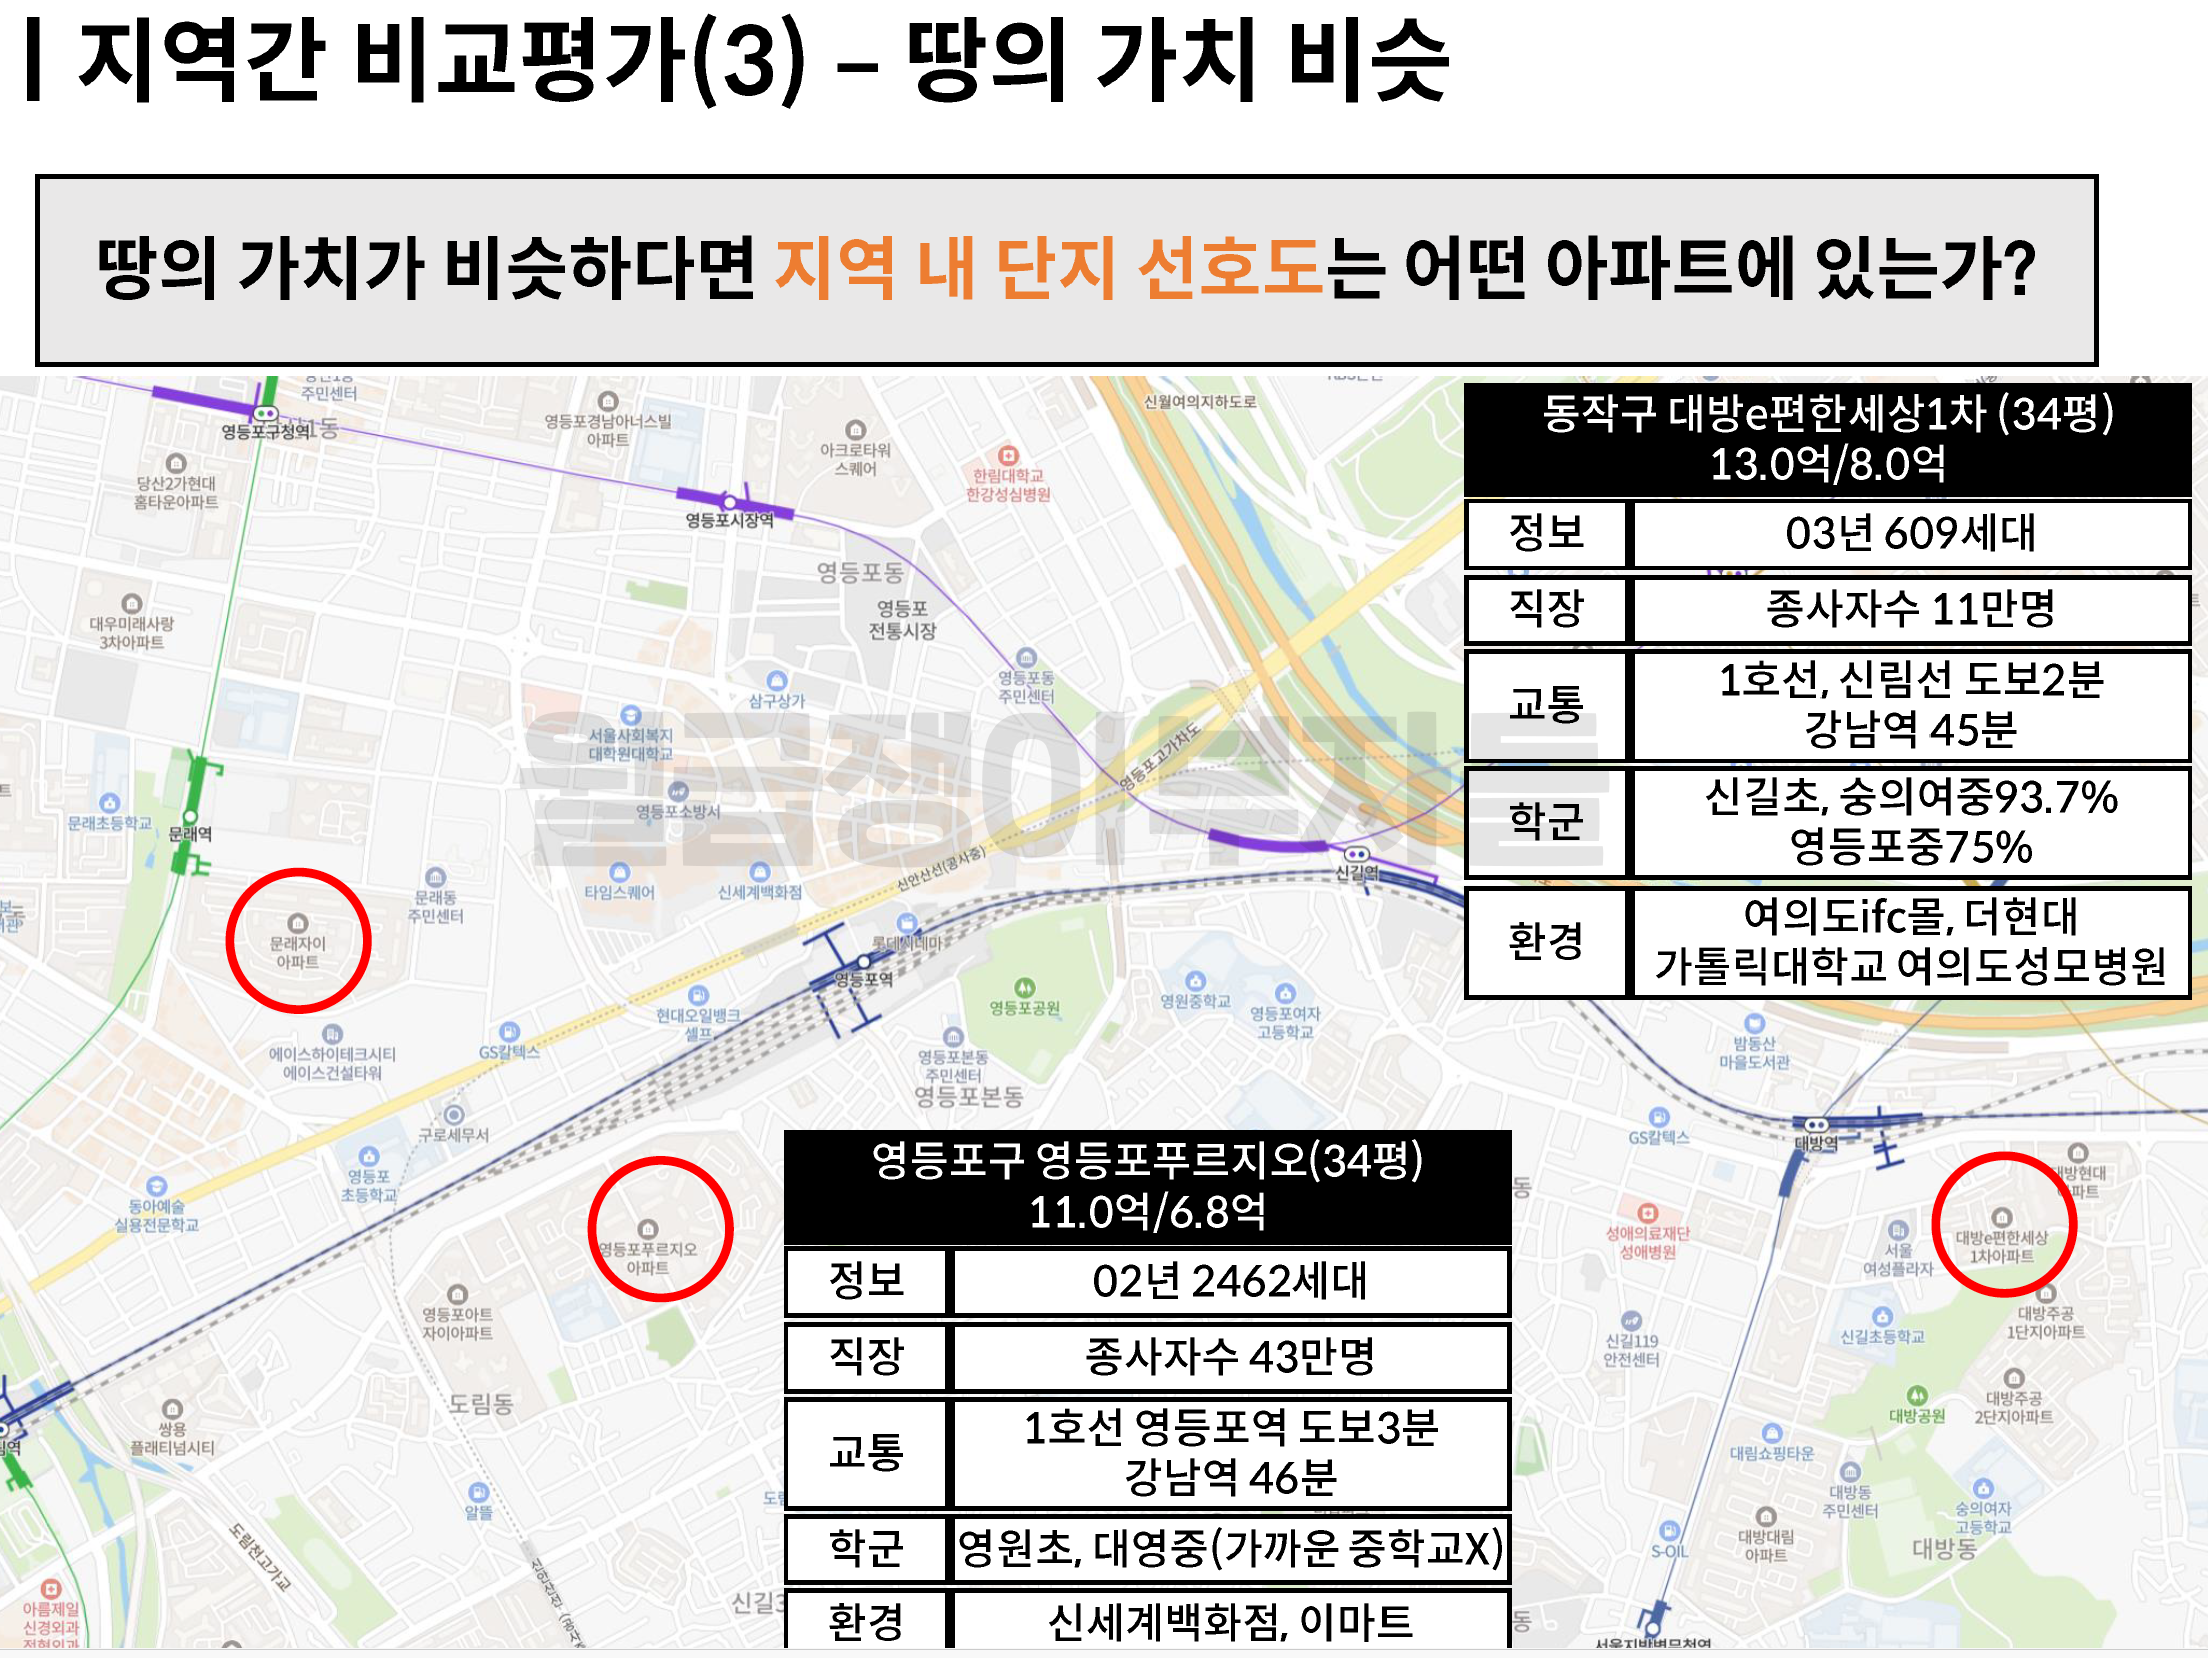 | 지역간 비교평가(3) – 땅의 가치 비슷
땅의 가치가 비슷하다면 지역 내 단지 선호도는 어떤 아파트에 있는가?
주민센터
영등포구청역
영등포경남아너스빌
아파트
아크로타워
스퀘어
신월여의지하도로
한림대학교
한강성심병원
당산2가현대
홈타운아파트
영등포시장역
영등포동
영등포
전통시장
대우미래사랑
3차아파트
영등포동
주민센터
삼구상가
서울사회복지
대학원대학교
영등포고가차도
영등포소방서
문래초등학교
문래역
타임스퀘어
신세계백화점
신안산선(공사중)
신길역
문래동
주민센터
문래자이
아파트
롯데시네마
영등포역
영등포공원
영원중학교
영등포여자
고등학교
현대오일뱅크
셀프
에이스하이테크시티
에이스건설타워
GS칼텍스
영등포본동
주민센터
영등포본동
구로세무서
영등포
초등학교
동아예술
실용전문학교
영등포푸르지오
아파트
영등포아트
자이아파트
도림동
쌍용
플래티넘시티
알뜰
도림천고가교
아름제일
신경외과
동작구 대방e편한세상1차 (34평)
13.0억/8.0억
정보 03년 609세대
직장 종사자수 11만명
교통 1호선, 신림선 도보2분
강남역 45분
학군 신길초, 숭의여중93.7%
영등포중75%
환경 여의도ifc몰, 더현대
가톨릭대학교 여의도성모병원
밤동산
마을도서관
GS칼텍스
대방역
대방현대
아파트
성애의료재단
성애병원
서울
여성플라자
대방e편한세상
1차아파트
대방주공
1단지아파트
신길초등학교
신길119
안전센터
대방공원
대방주공
2단지아파트
대림쇼핑타운
대방동
주민센터
숭의여자
고등학교
S-OIL
대방대림
아파트
대방동
서울지방병무청역
영등포구 영등포푸르지오(34평)
11.0억/6.8억
정보 02년 2462세대
직장 종사자수 43만명
교통 1호선 영등포역 도보3분
강남역 46분
학군 영원초, 대영중(가까운 중학교X)
환경 신세계백화점, 이마트
월급쟁이부자들